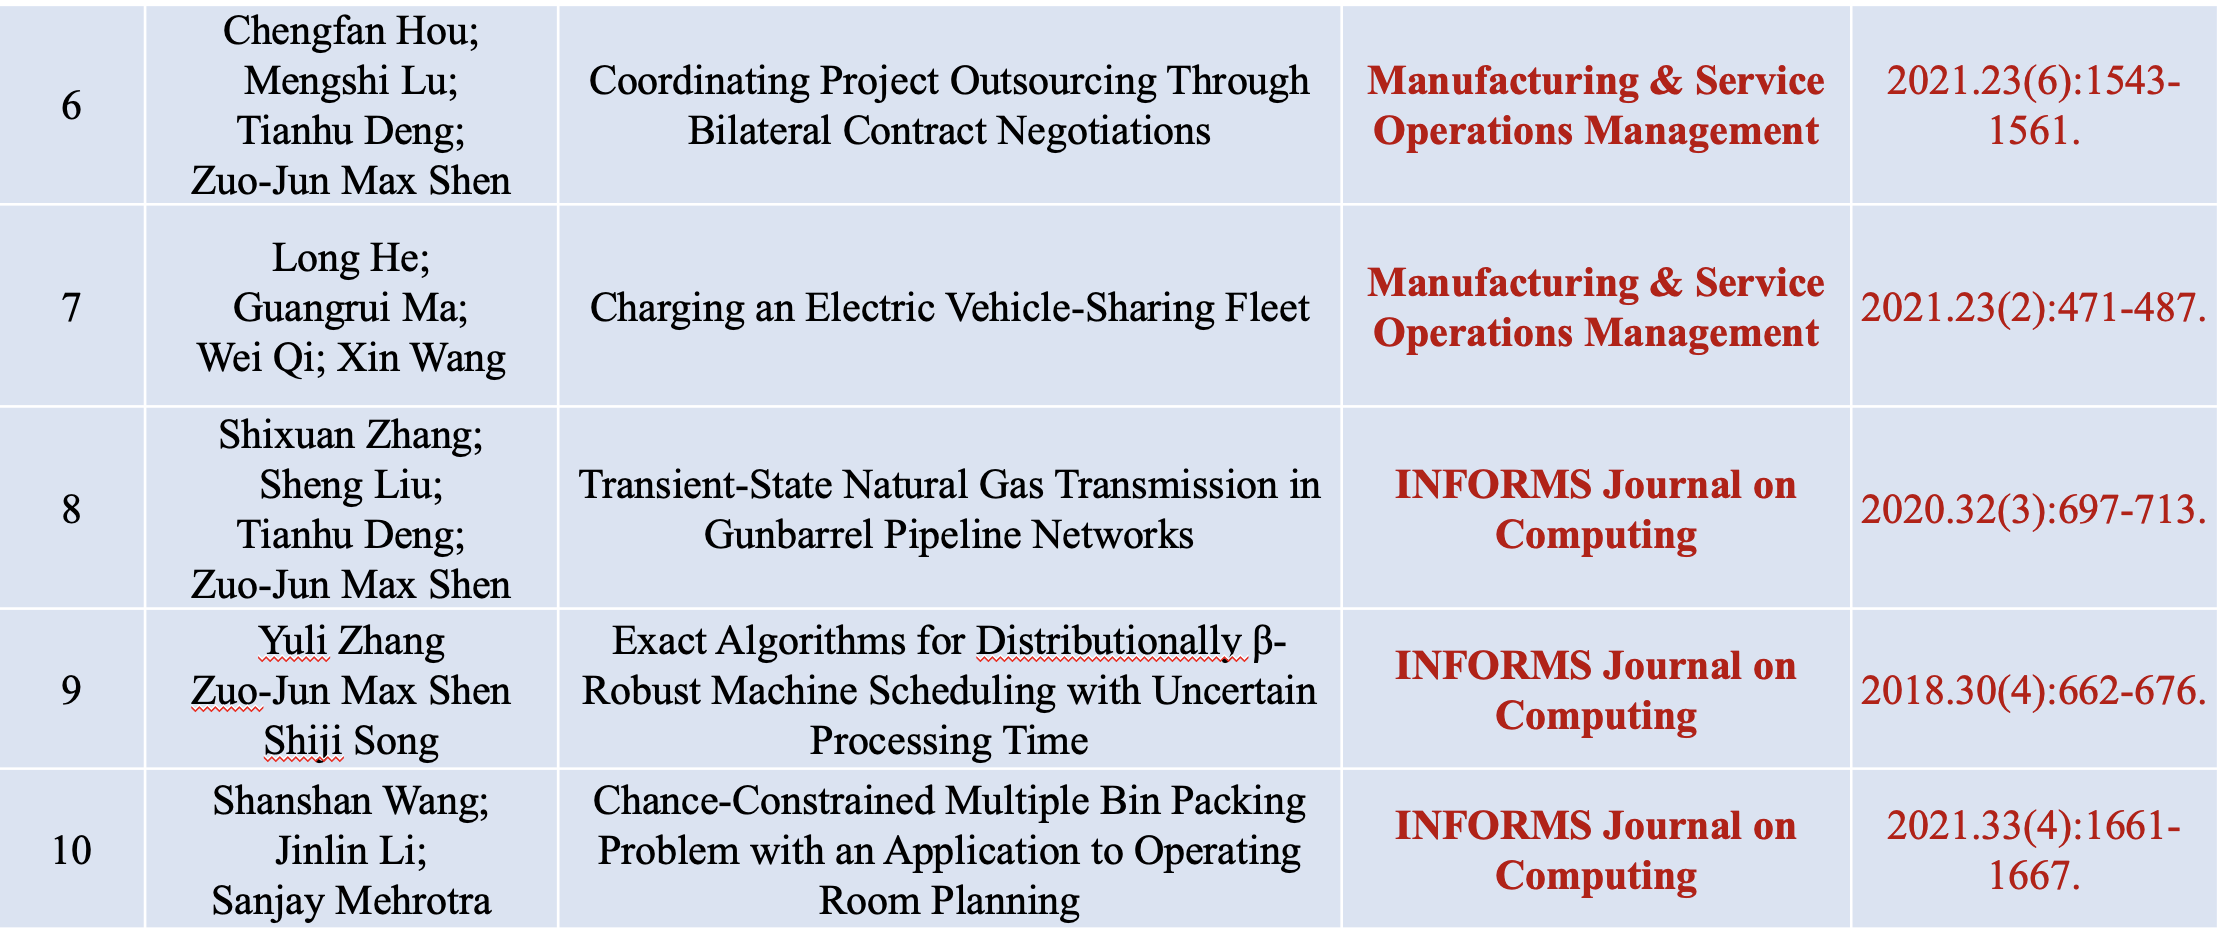 6
Chengfan Hou;
Mengshi Lu;
Tianhu Deng;
Zuo-Jun Max Shen
Coordinating Project Outsourcing Through
Bilateral Contract Negotiations
Manufacturing & Service
Operations Management
2021.23(6):1543-
1561.
7
Long He;
Guangrui Ma;
Wei Qi; Xin Wang
Charging an Electric Vehicle-Sharing Fleet
Manufacturing & Service
Operations Management
2021.23(2):471-487.
8
Shixuan Zhang;
Sheng Liu;
Tianhu Deng;
Zuo-Jun Max Shen
Transient-State Natural Gas Transmission in
Gunbarrel Pipeline Networks
INFORMS Journal on
Computing
2020.32(3):697-713.
9
Yuli Zhang
Zuo-Jun Max Shen
Shiji Song
Exact Algorithms for Distributionally β-
Robust Machine Scheduling with Uncertain
Processing Time
INFORMS Journal on
Computing
2018.30(4):662-676.
10
Shanshan Wang;
Jinlin Li;
Sanjay Mehrotra
Chance-Constrained Multiple Bin Packing
Problem with an Application to Operating
Room Planning
INFORMS Journal on
Computing
2021.33(4):1661-
1667.